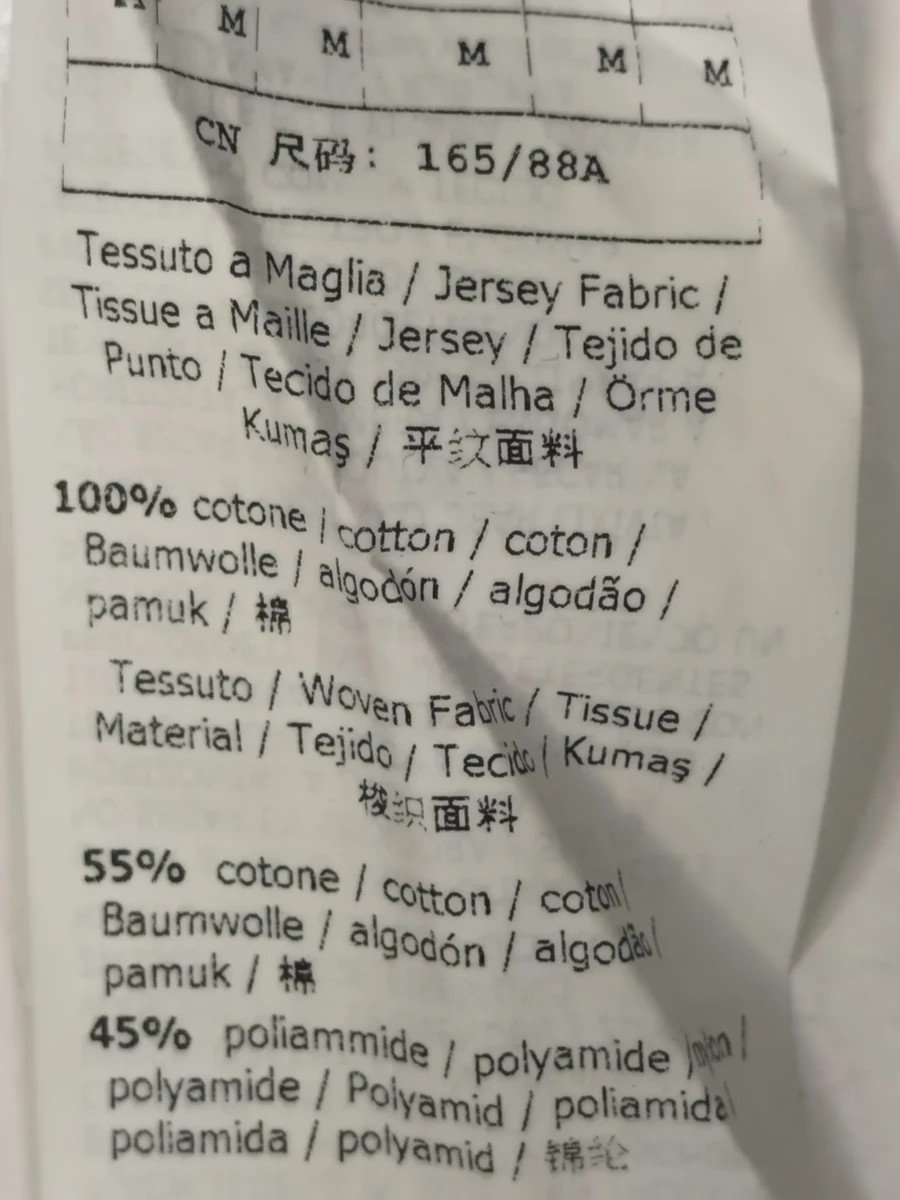 M M M M M
CN 尺码: 165/88A
Tessuto a Maglia / Jersey Fabric /
Tissue a Maille / Jersey / Tejido de
Punto / Tecido de Malha / Örme
Kumaş / 平纹面料
100% cotone / cotton / coton /
Baumwolle / algodón / algodão /
pamuk / 棉
Tessuto / Woven Fabric / Tissue /
Material / Tejido / Tecido / Kumaş /
梭织面料
55% cotone / cotton / coton /
Baumwolle / algodón / algodão /
pamuk / 棉
45% poliammide / polyamide /nylon /
polyamide / Polyamid / poliamida
poliamida / polyamid / 锦纶